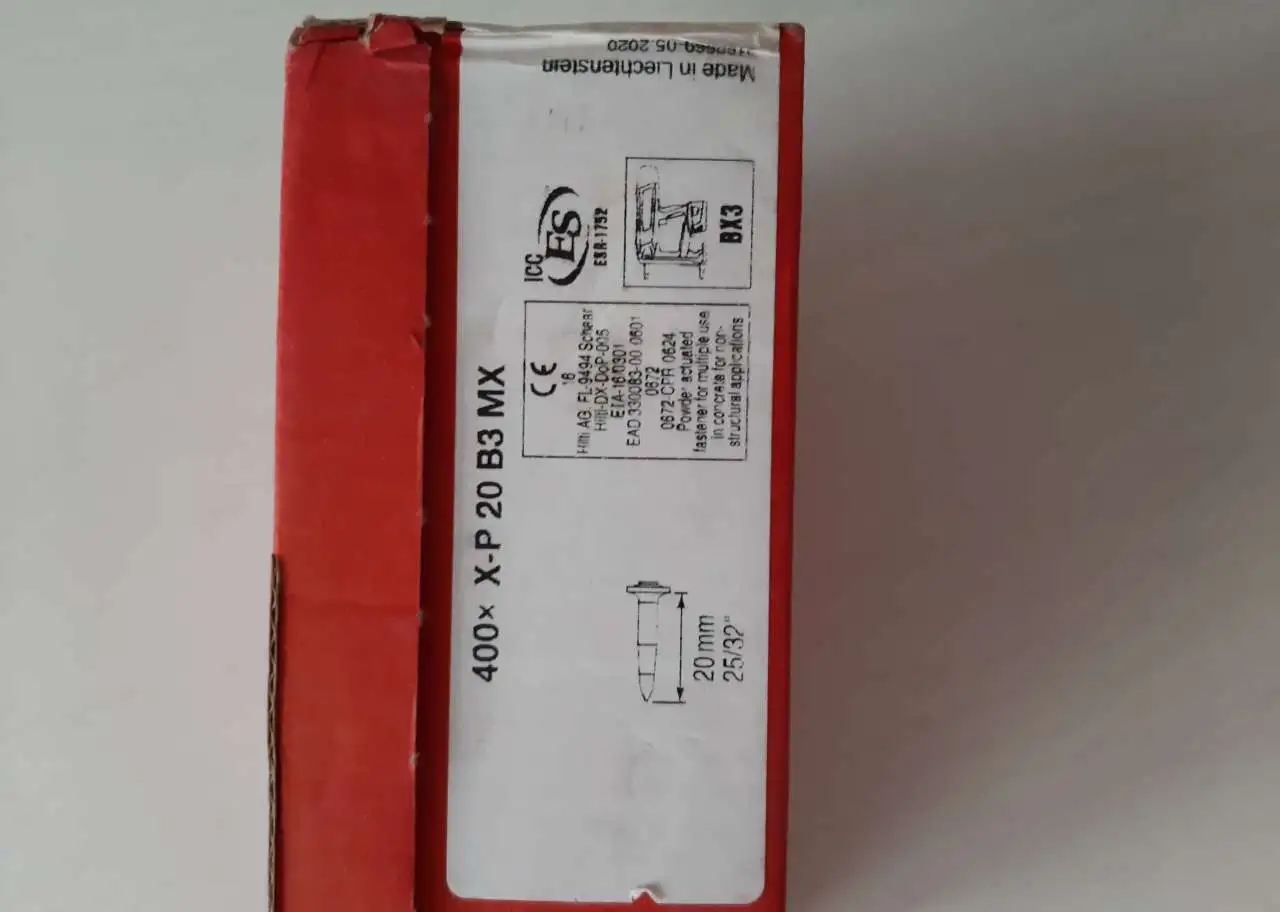 400x X-P 20 B3 MX
20 mm
25/32"
CE
16
Hilti AG, FL-9494 Schaan
Hilti-DX-DoP-005
ETA-16/0301
EAD 330083-00-0601
0672
0672-CPR-0624
Powder actuated
fastener for multiple use
in concrete for non-
structural applications
ICC
ES
ESR-1752
BX3
Made in Liechtenstein
05.2020